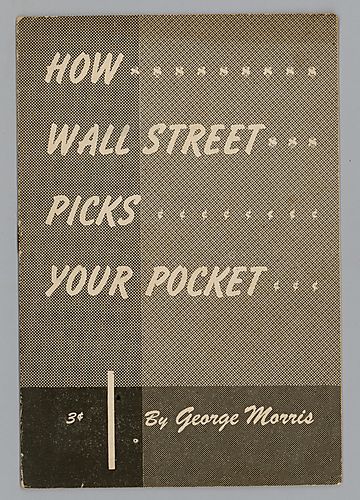 HOW $ $ $ $ $ $ $ $ $
WALL STREET $ $ $
PICKS ¢ ¢ ¢ ¢ ¢ ¢ ¢ ¢
YOUR POCKET ¢ ¢ ¢
3¢
By George Morris